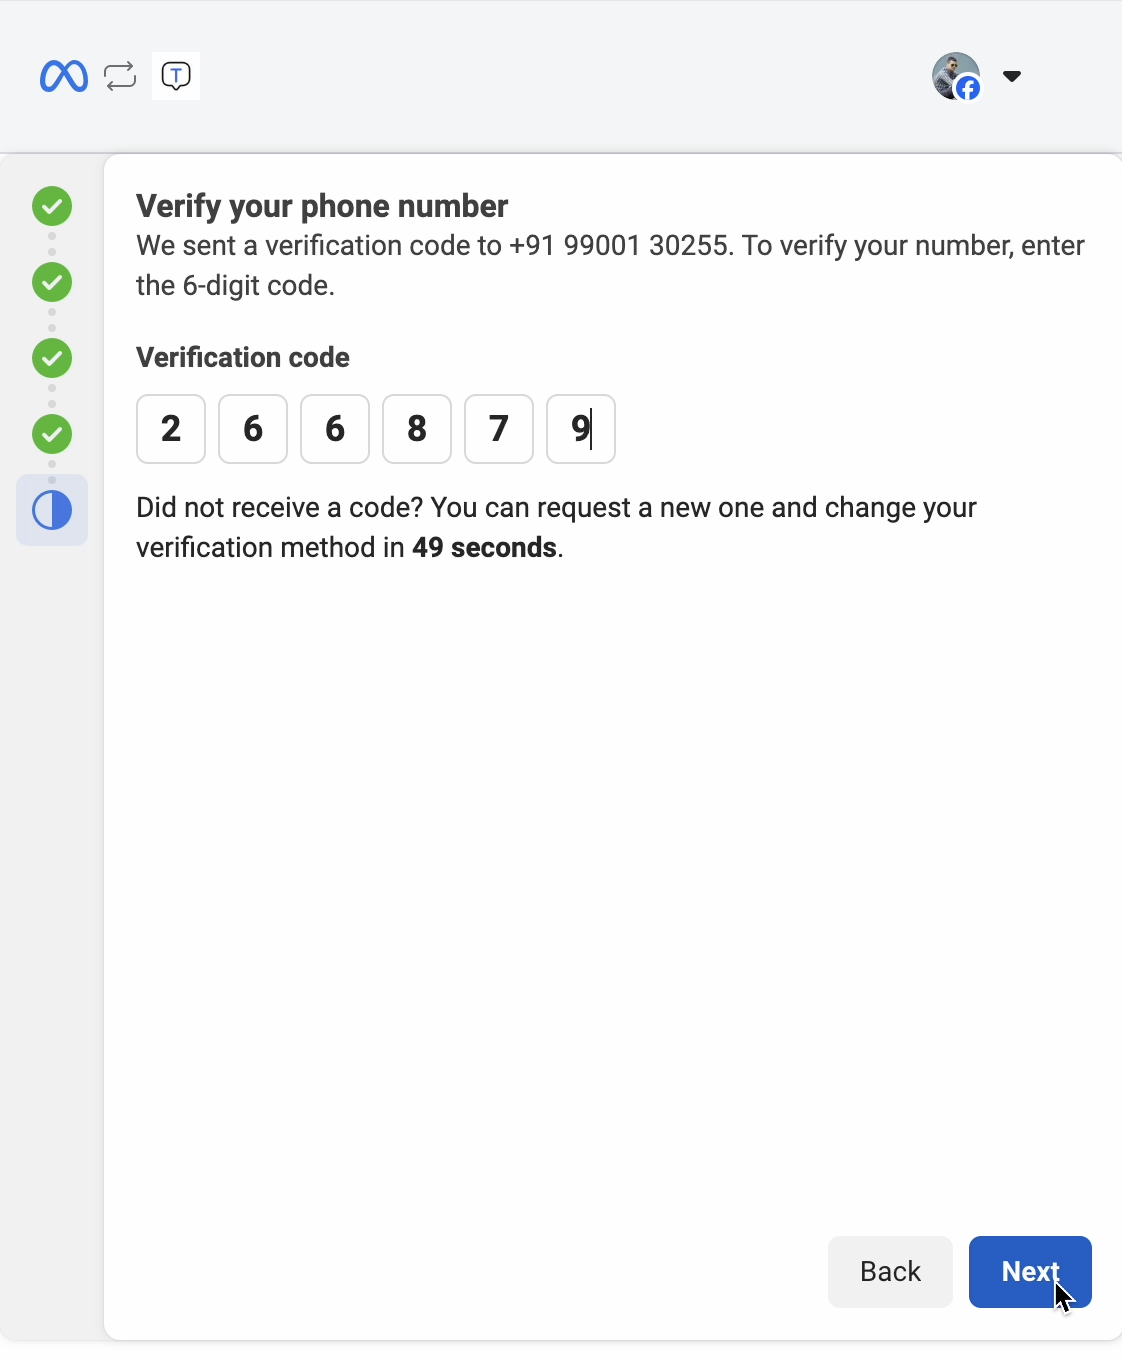 T
Verify your phone number
We sent a verification code to +91 99001 30255. To verify your number, enter
the 6-digit code.
Verification code
2 6 6 8 7 9
Did not receive a code? You can request a new one and change your
verification method in 49 seconds.
Back Next